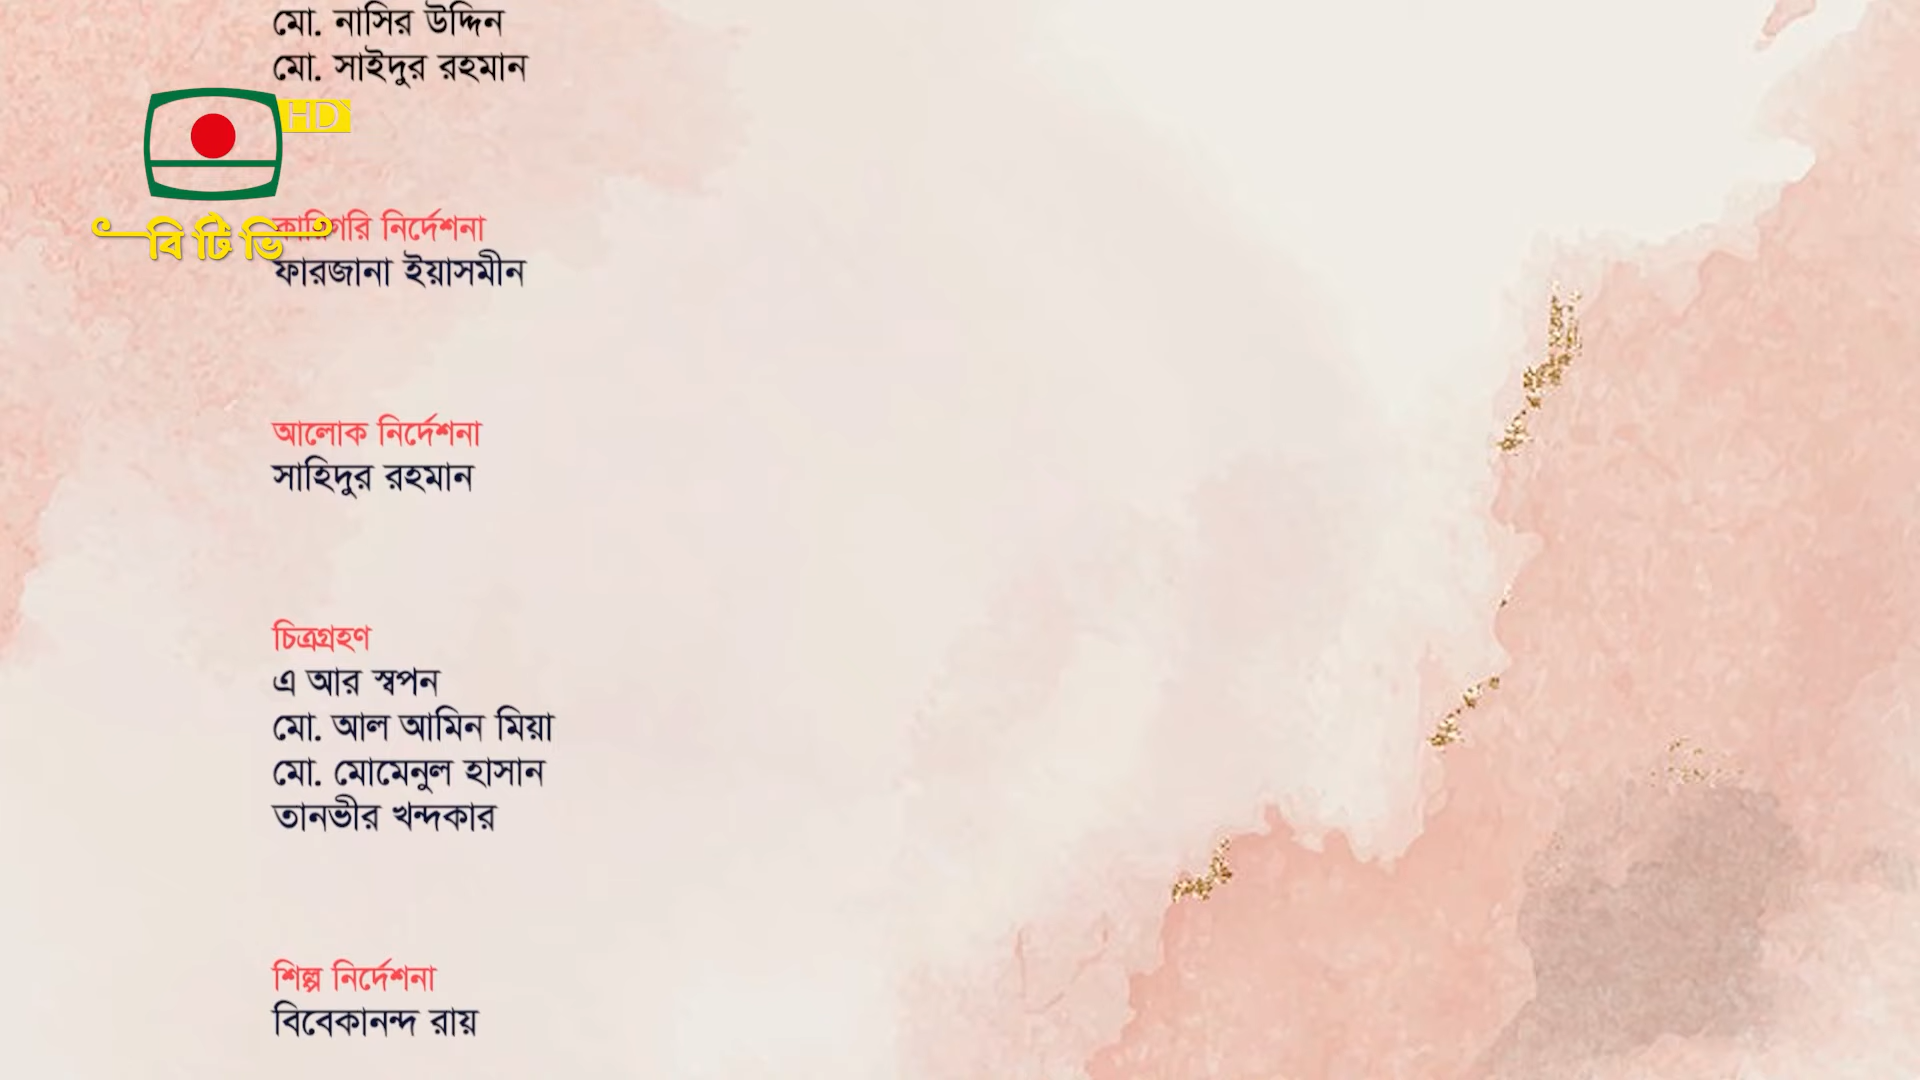 মো. নাসির উদ্দিন
মো. সাইদুর রহমান
HD
বি টি ভি
কারিগরি নির্দেশনা
ফারজানা ইয়াসমীন
আলোক নির্দেশনা
সাহিদুর রহমান
চিত্রগ্রহণ
এ আর স্বপন
মো. আল আমিন মিয়া
মো. মোমেনুল হাসান
তানভীর খন্দকার
শিল্প নির্দেশনা
বিবেকানন্দ রায়